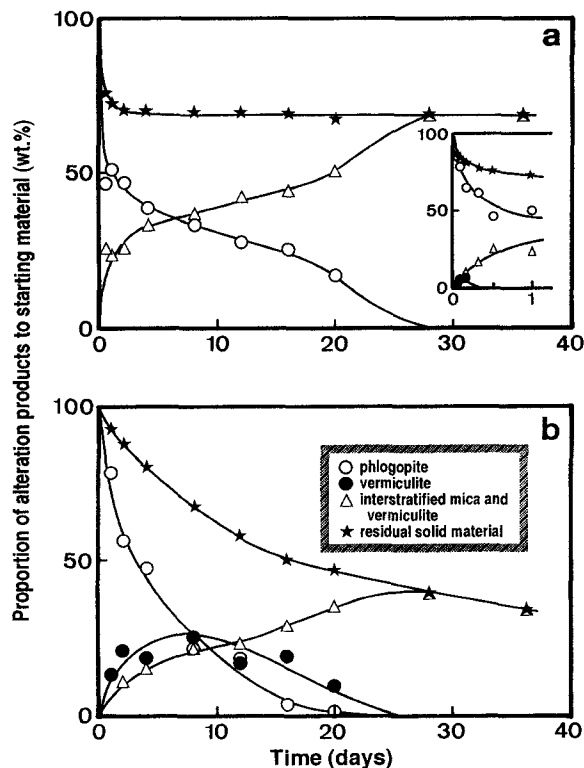 Proportion of alteration products to starting material (wt.%)
100
50
0
0
10
20
30
40
a
100
50
0
0
1
b
100
50
0
0
10
20
30
40
phlogopite
vermiculite
interstratified mica and
vermiculite
residual solid material
Time (days)